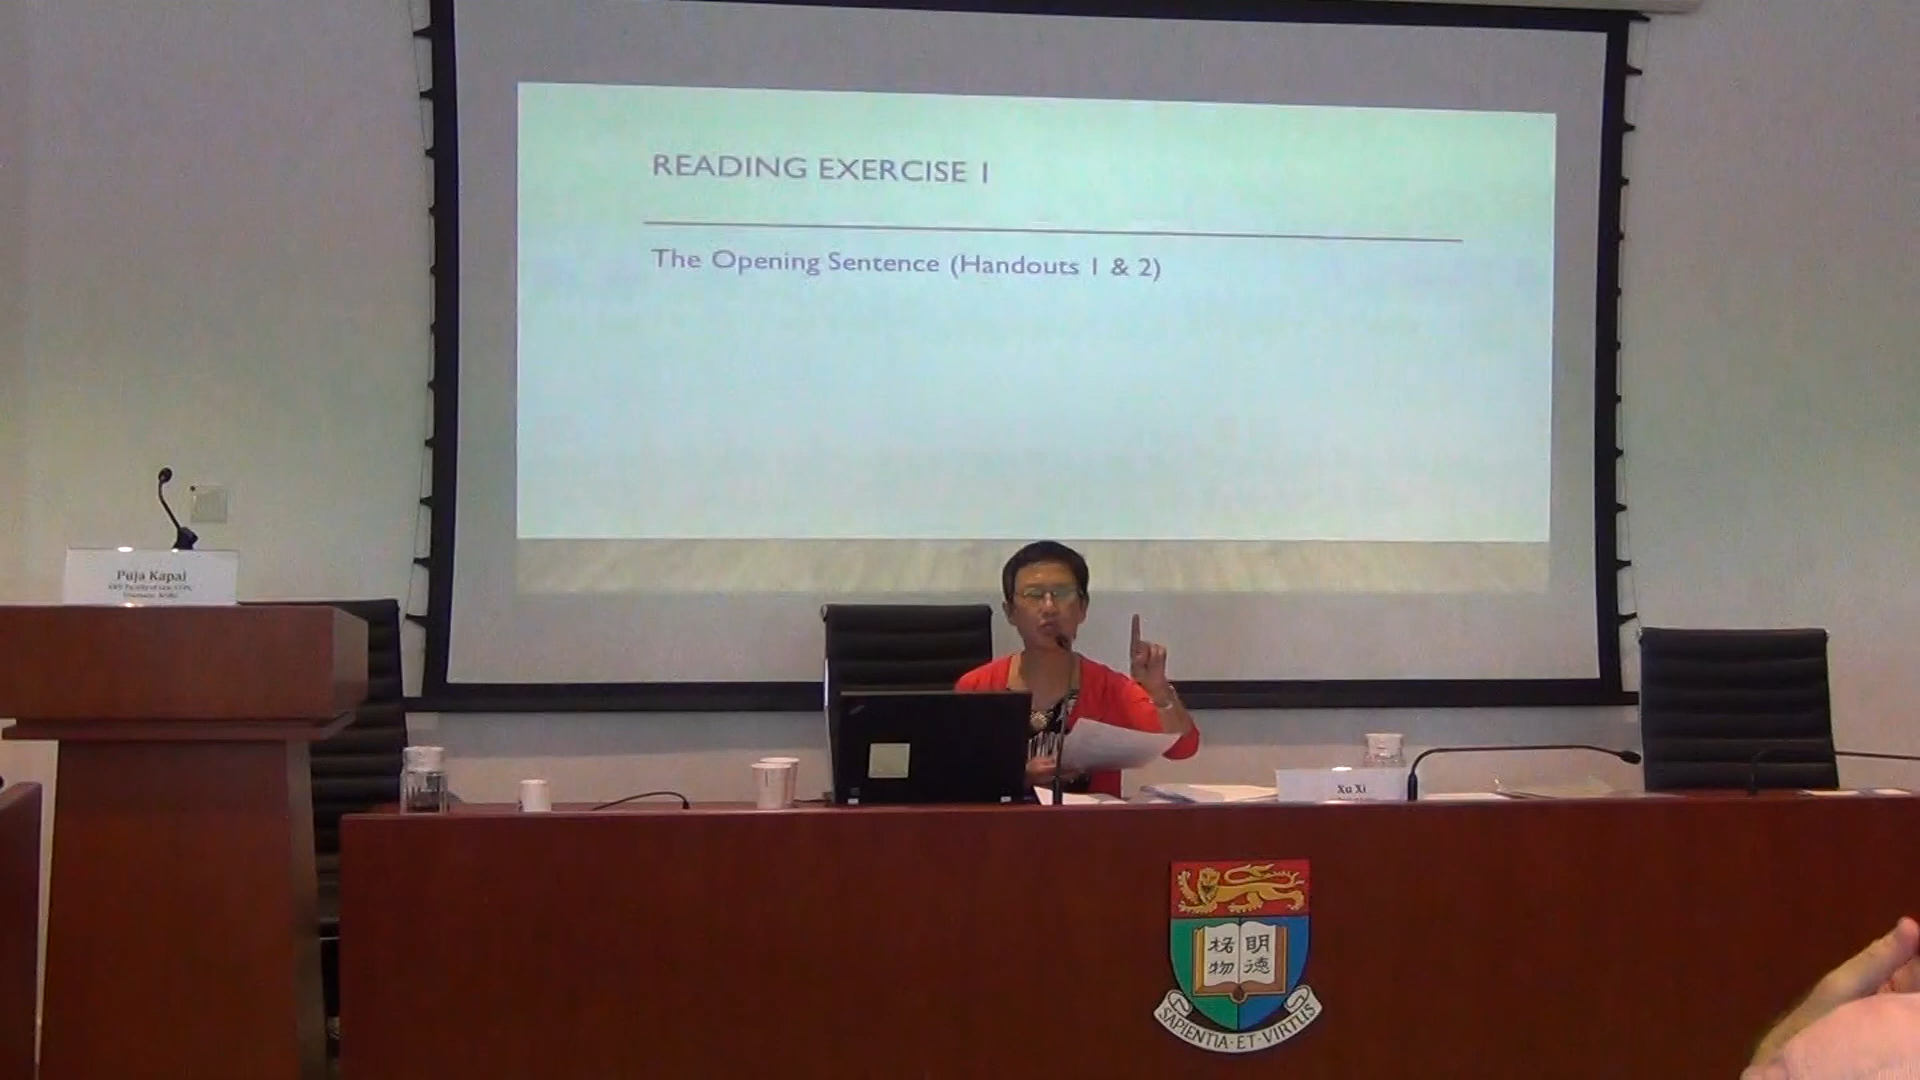 READING EXERCISE 1
The Opening Sentence (Handouts 1 & 2)
Puja Kapai
Xu Xi
明德
格物
SAPIENTIA·ET·VIRTUS